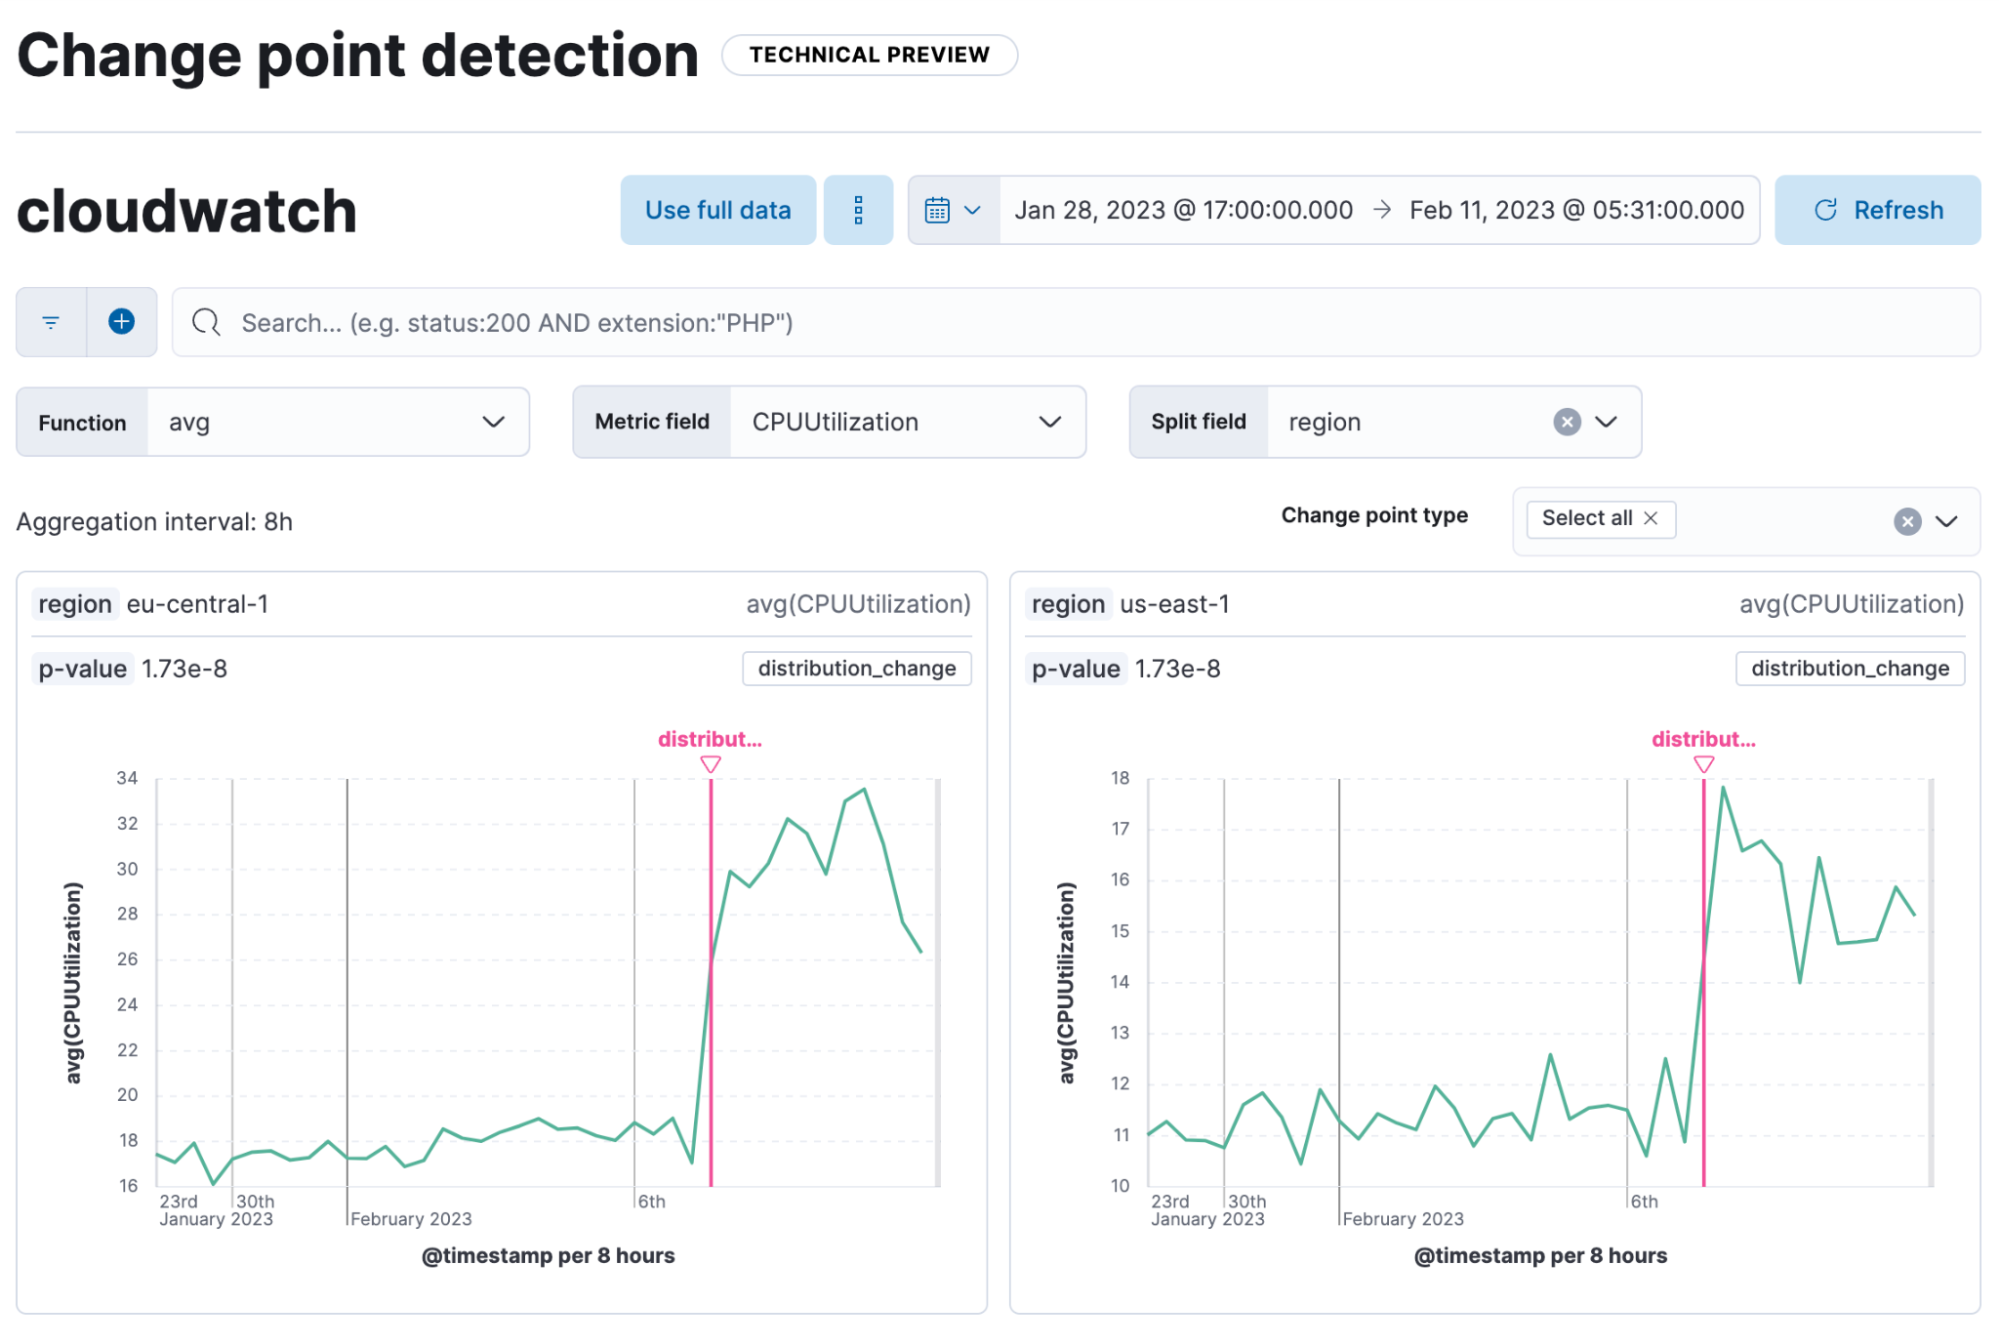 Change point detection TECHNICAL PREVIEW
cloudwatch
Use full data
Jan 28, 2023 @ 17:00:00.000 → Feb 11, 2023 @ 05:31:00.000
Refresh
Search... (e.g. status:200 AND extension:"PHP")
Function avg
Metric field CPUUtilization
Split field region
Aggregation interval: 8h
Change point type Select all
region eu-central-1 avg(CPUUtilization)
p-value 1.73e-8 distribution_change
distribut...
34
32
30
28
26
24
22
20
18
16
avg(CPUUtilization)
23rd 30th 6th
January 2023 February 2023
@timestamp per 8 hours
region us-east-1 avg(CPUUtilization)
p-value 1.73e-8 distribution_change
distribut...
18
17
16
15
14
13
12
11
10
avg(CPUUtilization)
23rd 30th 6th
January 2023 February 2023
@timestamp per 8 hours